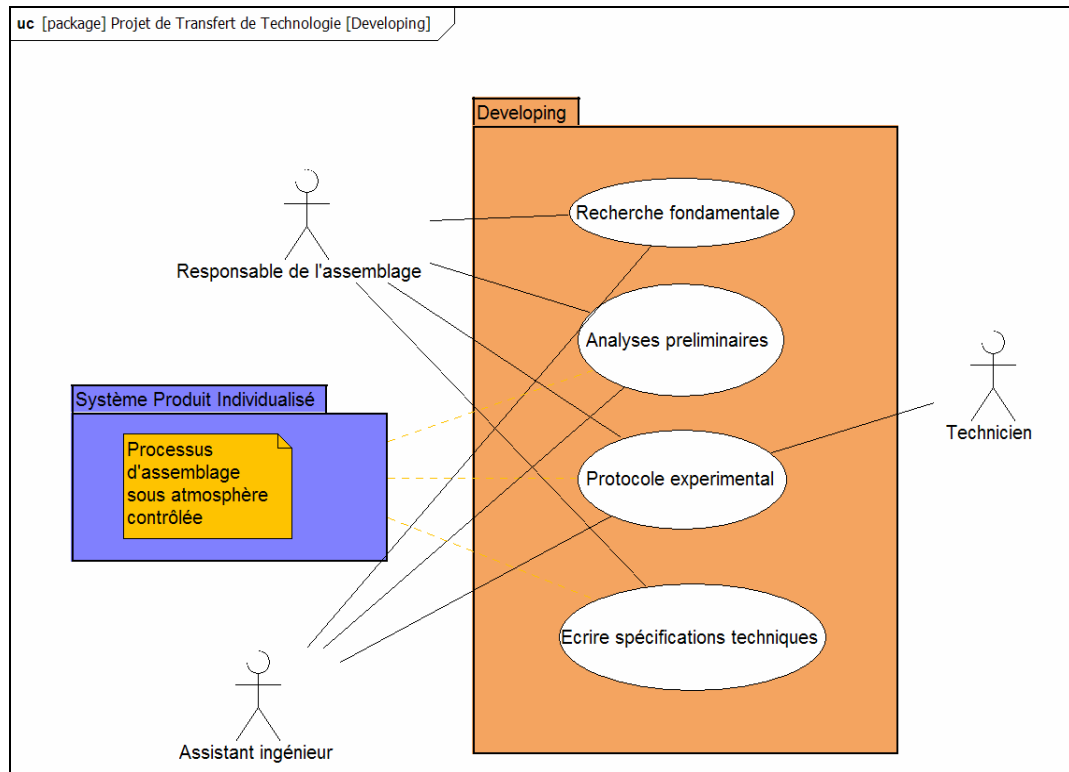 uc [package] Projet de Transfert de Technologie [Developing]
Developing
Recherche fondamentale
Responsable de l'assemblage
Analyses preliminaires
Système Produit Individualisé
Processus
d'assemblage
sous atmosphère
contrôlée
Technicien
Protocole experimental
Ecrire spécifications techniques
Assistant ingénieur